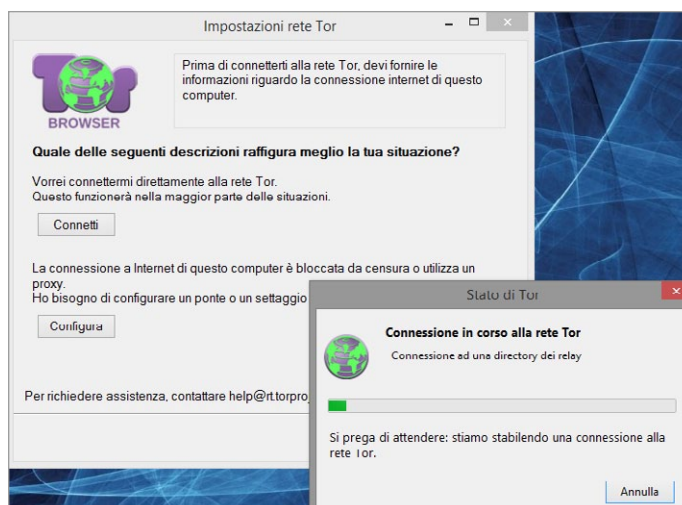 Impostazioni rete Tor
Tor
BROWSER
Prima di connetterti alla rete Tor, devi fornire le
informazioni riguardo la connessione internet di questo
computer.
Quale delle seguenti descrizioni raffigura meglio la tua situazione?
Vorrei connettermi direttamente alla rete Tor.
Questo funzionerà nella maggior parte delle situazioni.
Connetti
La connessione a Internet di questo computer è bloccata da censura o utilizza un
proxy.
Ho bisogno di configurare un ponte o un settaggio
Configura
Per richiedere assistenza, contattare help@rt.torproj
Stato di Tor
Connessione in corso alla rete Tor
Connessione ad una directory dei relay
Si prega di attendere: stiamo stabilendo una connessione alla
rete Tor.
Annulla